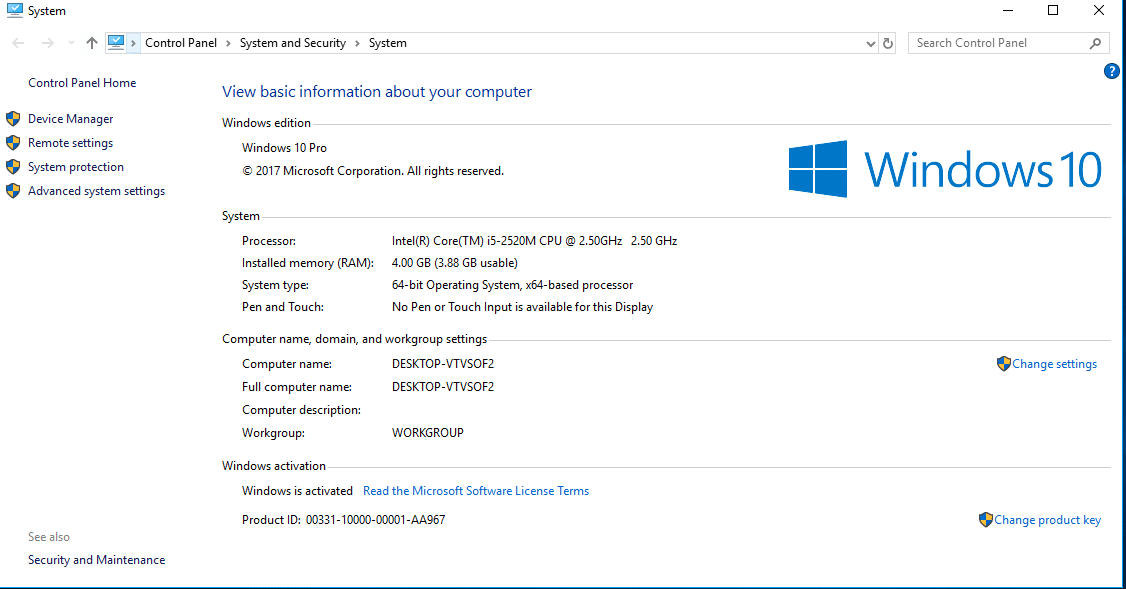 System
Control Panel › System and Security › System
Search Control Panel
?
Control Panel Home
Device Manager
Remote settings
System protection
Advanced system settings
View basic information about your computer
Windows edition
Windows 10 Pro
© 2017 Microsoft Corporation. All rights reserved.
Windows 10
System
Processor: Intel(R) Core(TM) i5-2520M CPU @ 2.50GHz 2.50 GHz
Installed memory (RAM): 4.00 GB (3.88 GB usable)
System type: 64-bit Operating System, x64-based processor
Pen and Touch: No Pen or Touch Input is available for this Display
Computer name, domain, and workgroup settings
Computer name: DESKTOP-VTVSOF2
Change settings
Full computer name: DESKTOP-VTVSOF2
Computer description:
Workgroup: WORKGROUP
Windows activation
Windows is activated Read the Microsoft Software License Terms
Product ID: 00331-10000-00001-AA967
Change product key
See also
Security and Maintenance